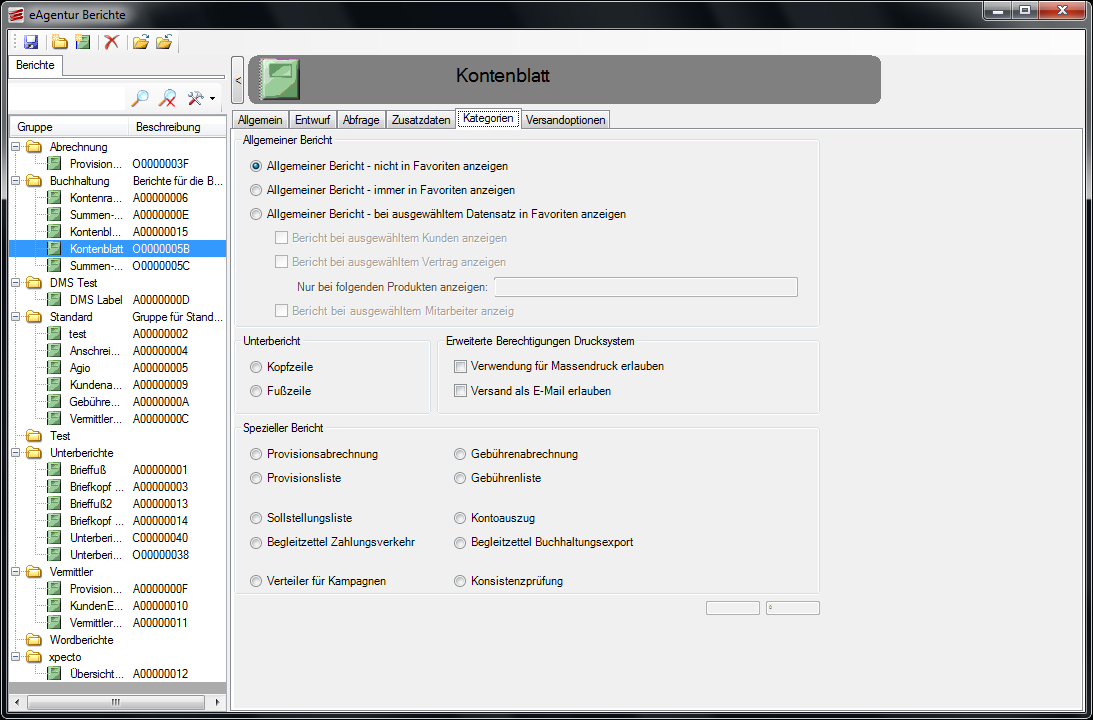 eAgentur Berichte
Berichte
<
Kontenblatt
Allgemein Entwurf Abfrage Zusatzdaten Kategorien Versandoptionen
Gruppe Beschreibung
Abrechnung
Provision... O0000003F
Buchhaltung Berichte für die B...
Kontenra... A00000006
Summen-... A0000000E
Kontenbl... A00000015
Kontenblatt O0000005B
Summen-... O0000005C
DMS Test
DMS Label A0000000D
Standard Gruppe für Stand...
test A00000002
Anschrei... A00000004
Agio A00000005
Kundena... A00000009
Gebühre... A0000000A
Vermittler... A0000000C
Test
Unterberichte
Brieffuß A00000001
Briefkopf ... A00000003
Brieffuß2 A00000013
Briefkopf ... A00000014
Unterberi... C00000040
Unterberi... O00000038
Vermittler
Provision... A0000000F
KundenE... A00000010
Vermittler... A00000011
Wordberichte
xpecto
Übersicht... A00000012
Allgemeiner Bericht
Allgemeiner Bericht - nicht in Favoriten anzeigen
Allgemeiner Bericht - immer in Favoriten anzeigen
Allgemeiner Bericht - bei ausgewähltem Datensatz in Favoriten anzeigen
Bericht bei ausgewähltem Kunden anzeigen
Bericht bei ausgewähltem Vertrag anzeigen
Nur bei folgenden Produkten anzeigen:
Bericht bei ausgewähltem Mitarbeiter anzeig
Unterbericht
Kopfzeile
Fußzeile
Erweiterte Berechtigungen Drucksystem
Verwendung für Massendruck erlauben
Versand als E-Mail erlauben
Spezieller Bericht
Provisionsabrechnung Gebührenabrechnung
Provisionsliste Gebührenliste
Sollstellungsliste Kontoauszug
Begleitzettel Zahlungsverkehr Begleitzettel Buchhaltungsexport
Verteiler für Kampagnen Konsistenzprüfung